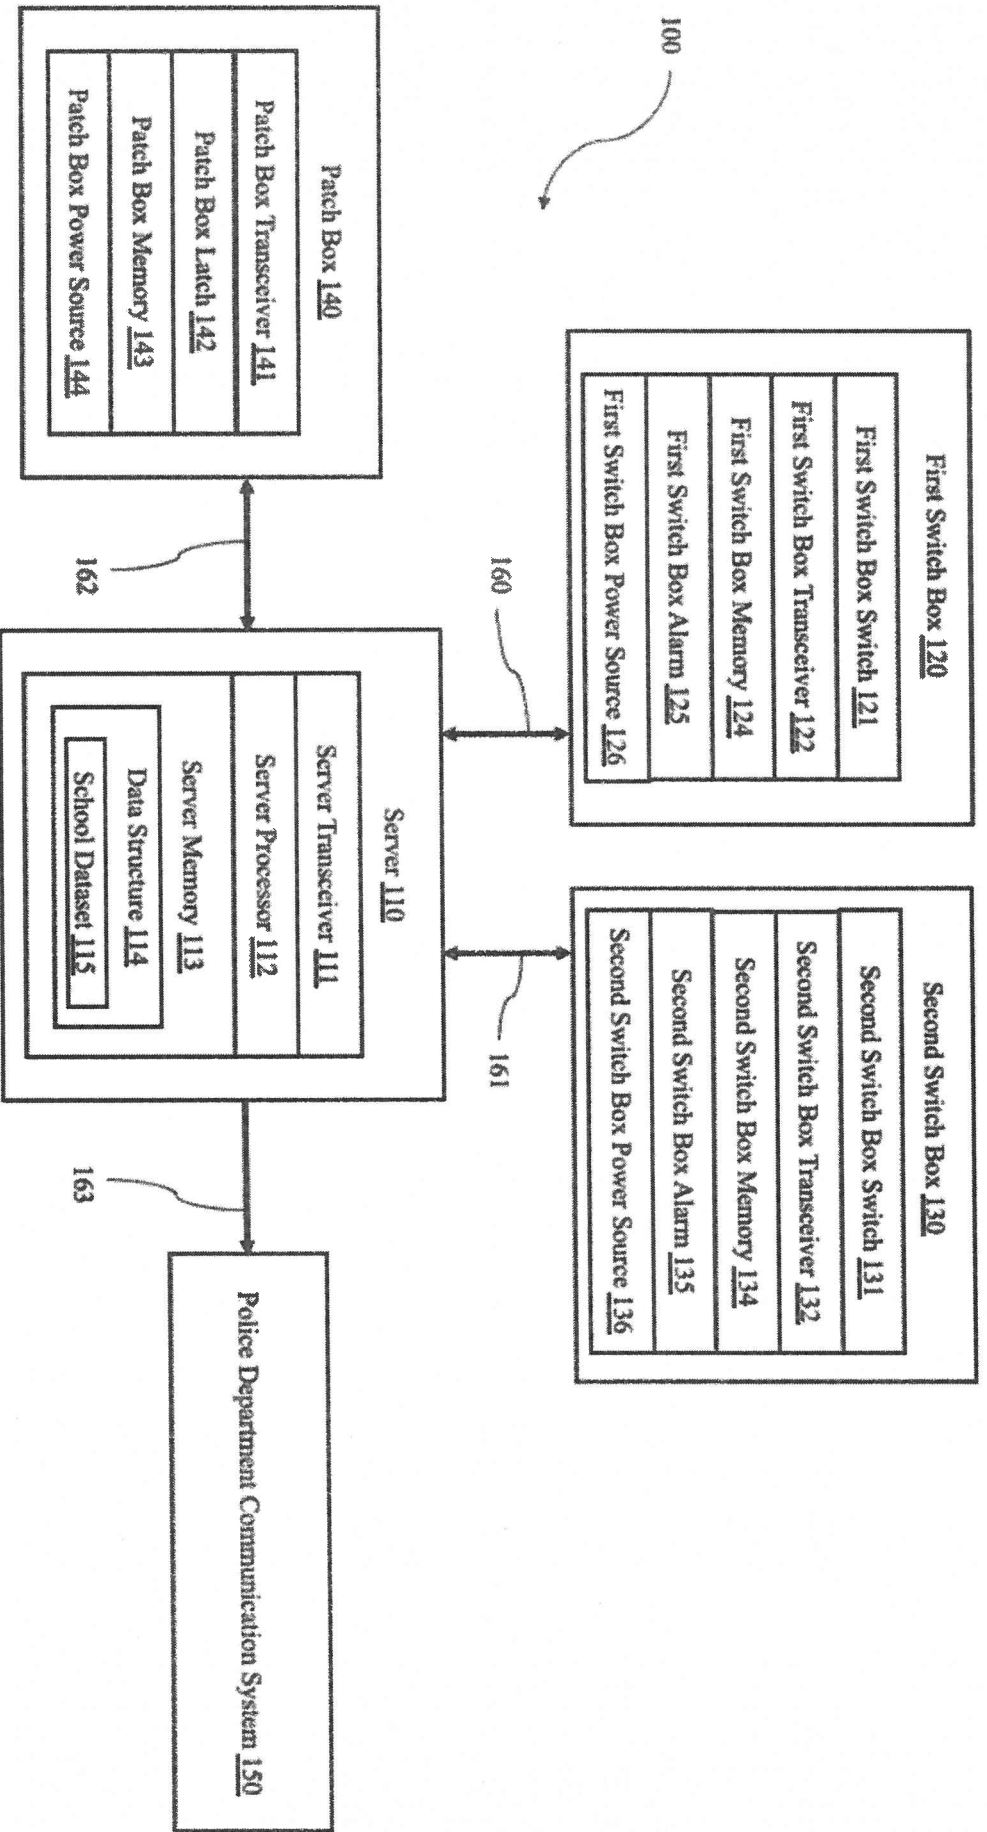 100
First Switch Box 120
First Switch Box Switch 121
First Switch Box Transceiver 122
First Switch Box Memory 124
First Switch Box Alarm 125
First Switch Box Power Source 126
Second Switch Box 130
Second Switch Box Switch 131
Second Switch Box Transceiver 132
Second Switch Box Memory 134
Second Switch Box Alarm 135
Second Switch Box Power Source 136
160
161
Patch Box 140
Patch Box Transceiver 141
Patch Box Latch 142
Patch Box Memory 143
Patch Box Power Source 144
162
Server 110
Server Transceiver 111
Server Processor 112
Server Memory 113
Data Structure 114
School Dataset 115
163
Police Department Communication System 150